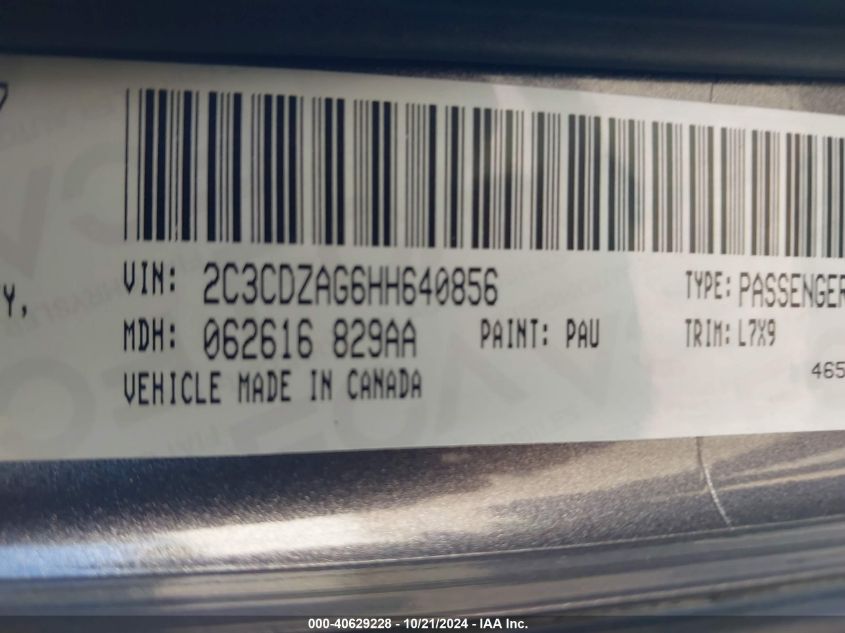 7
VIN: 2C3CDZAG6HH640856 TYPE: PASSENGER
Y,
MDH: 062616 829AA PAINT: PAU TRIM: L7X9
VEHICLE MADE IN CANADA
465
000-40629228 - 10/21/2024 - IAA Inc.